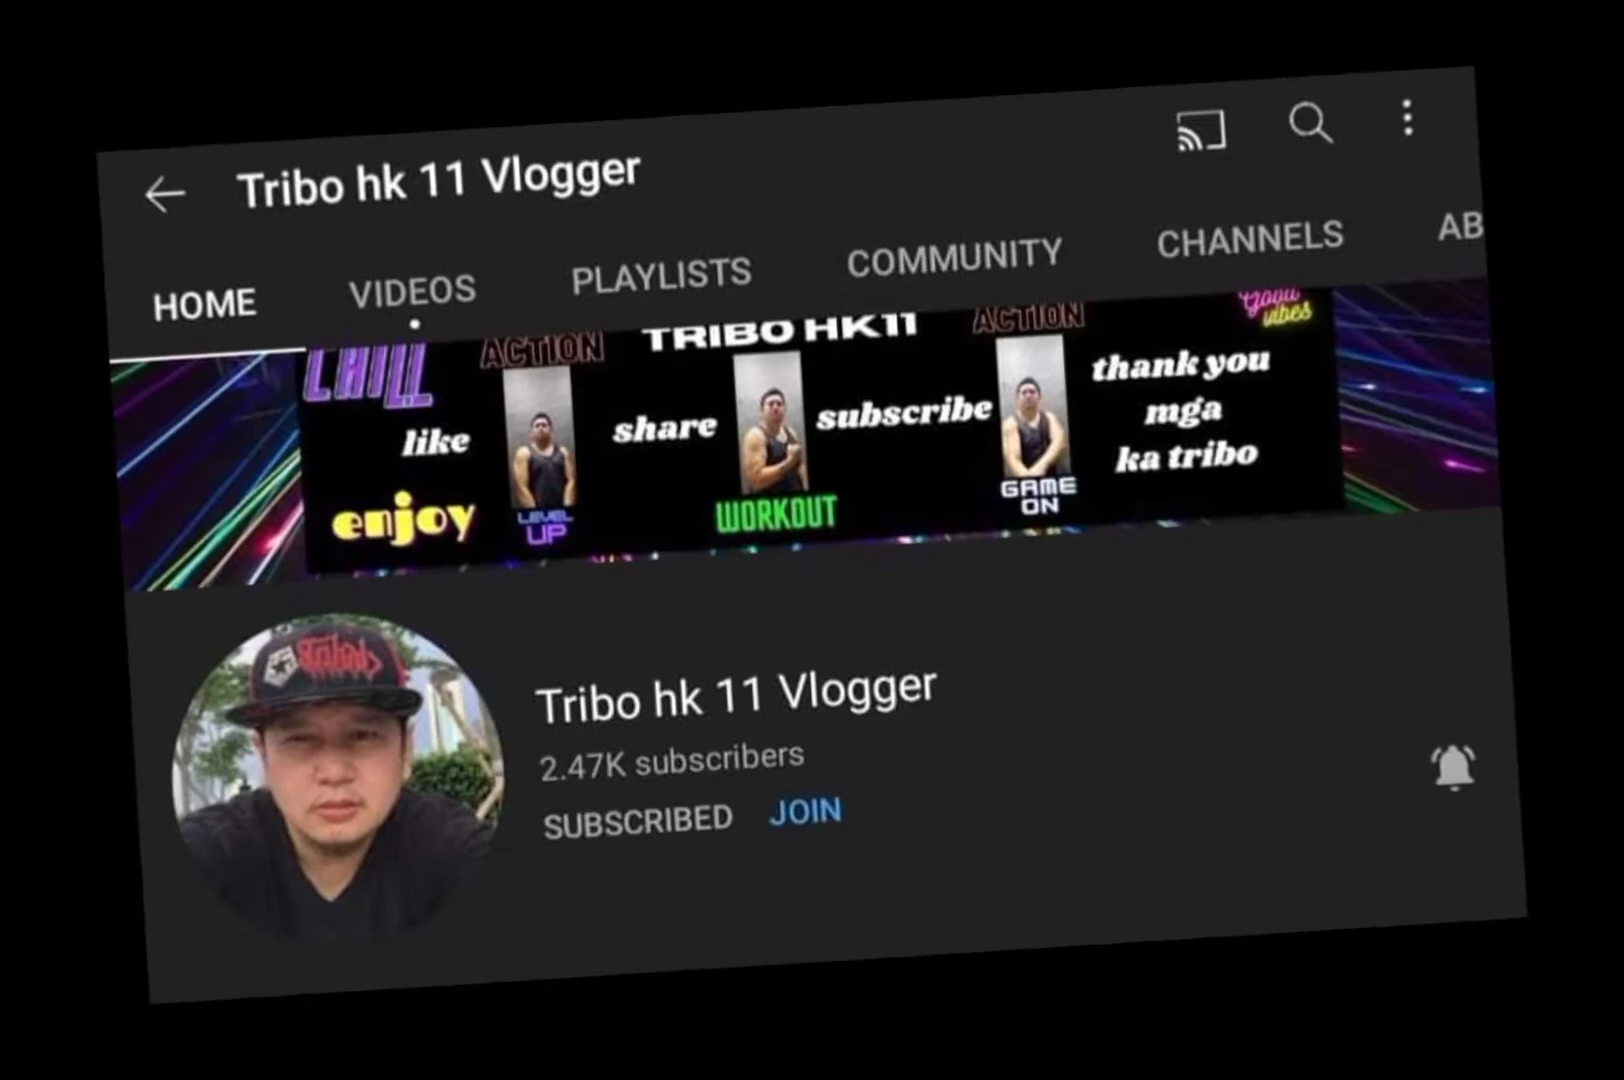 Tribo hk 11 Vlogger
HOME VIDEOS PLAYLISTS COMMUNITY CHANNELS AB
CHILL ACTION TRIBO HK11 ACTION Good vibes
like share subscribe thank you
mga
ka tribo
enjoy LEVEL UP WORKOUT GAME ON
Tribo hk 11 Vlogger
2.47K subscribers
SUBSCRIBED JOIN